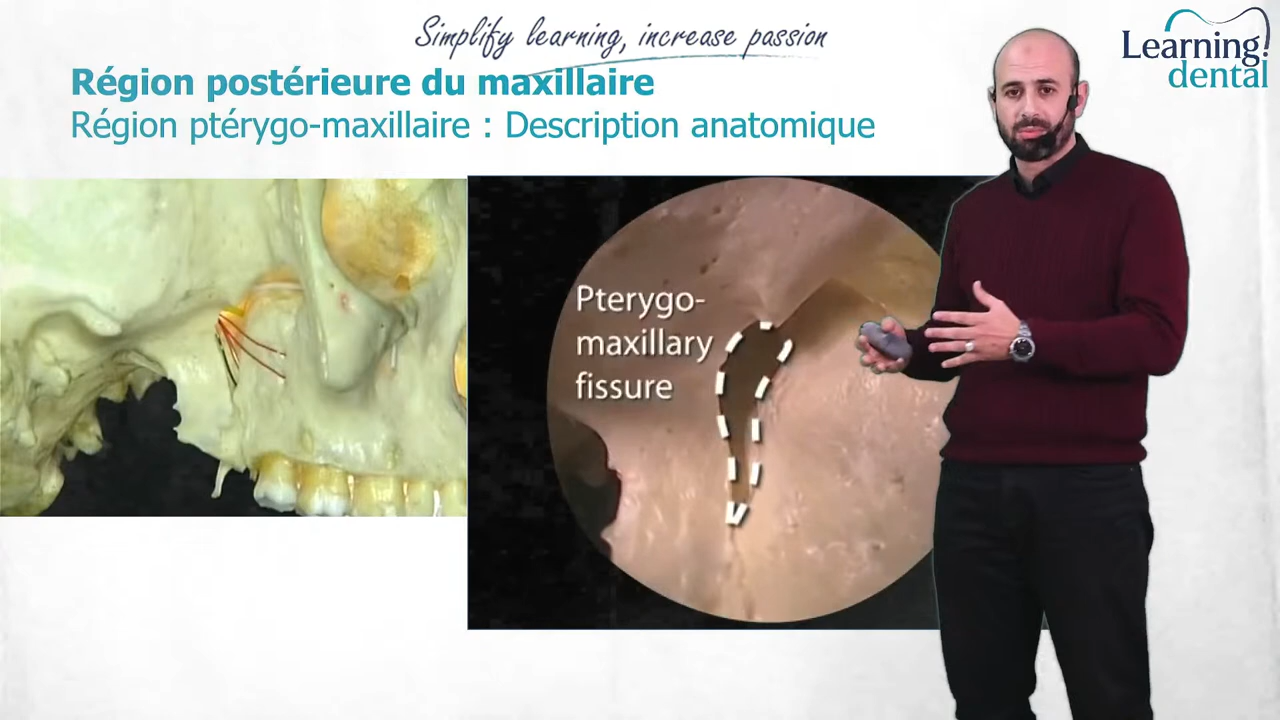 Simplify learning, increase passion
Learning!
dental
Région postérieure du maxillaire
Région ptérygo-maxillaire : Description anatomique
Pterygo-
maxillary
fissure